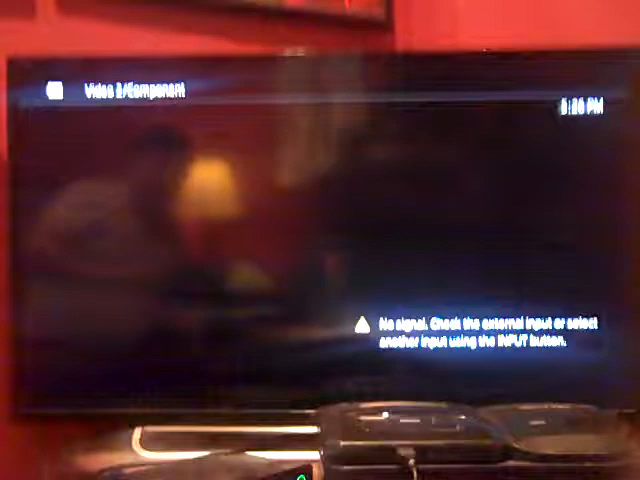 Video 2/Component
5:26 PM
No signal. Check the external input or select
another input using the INPUT button.